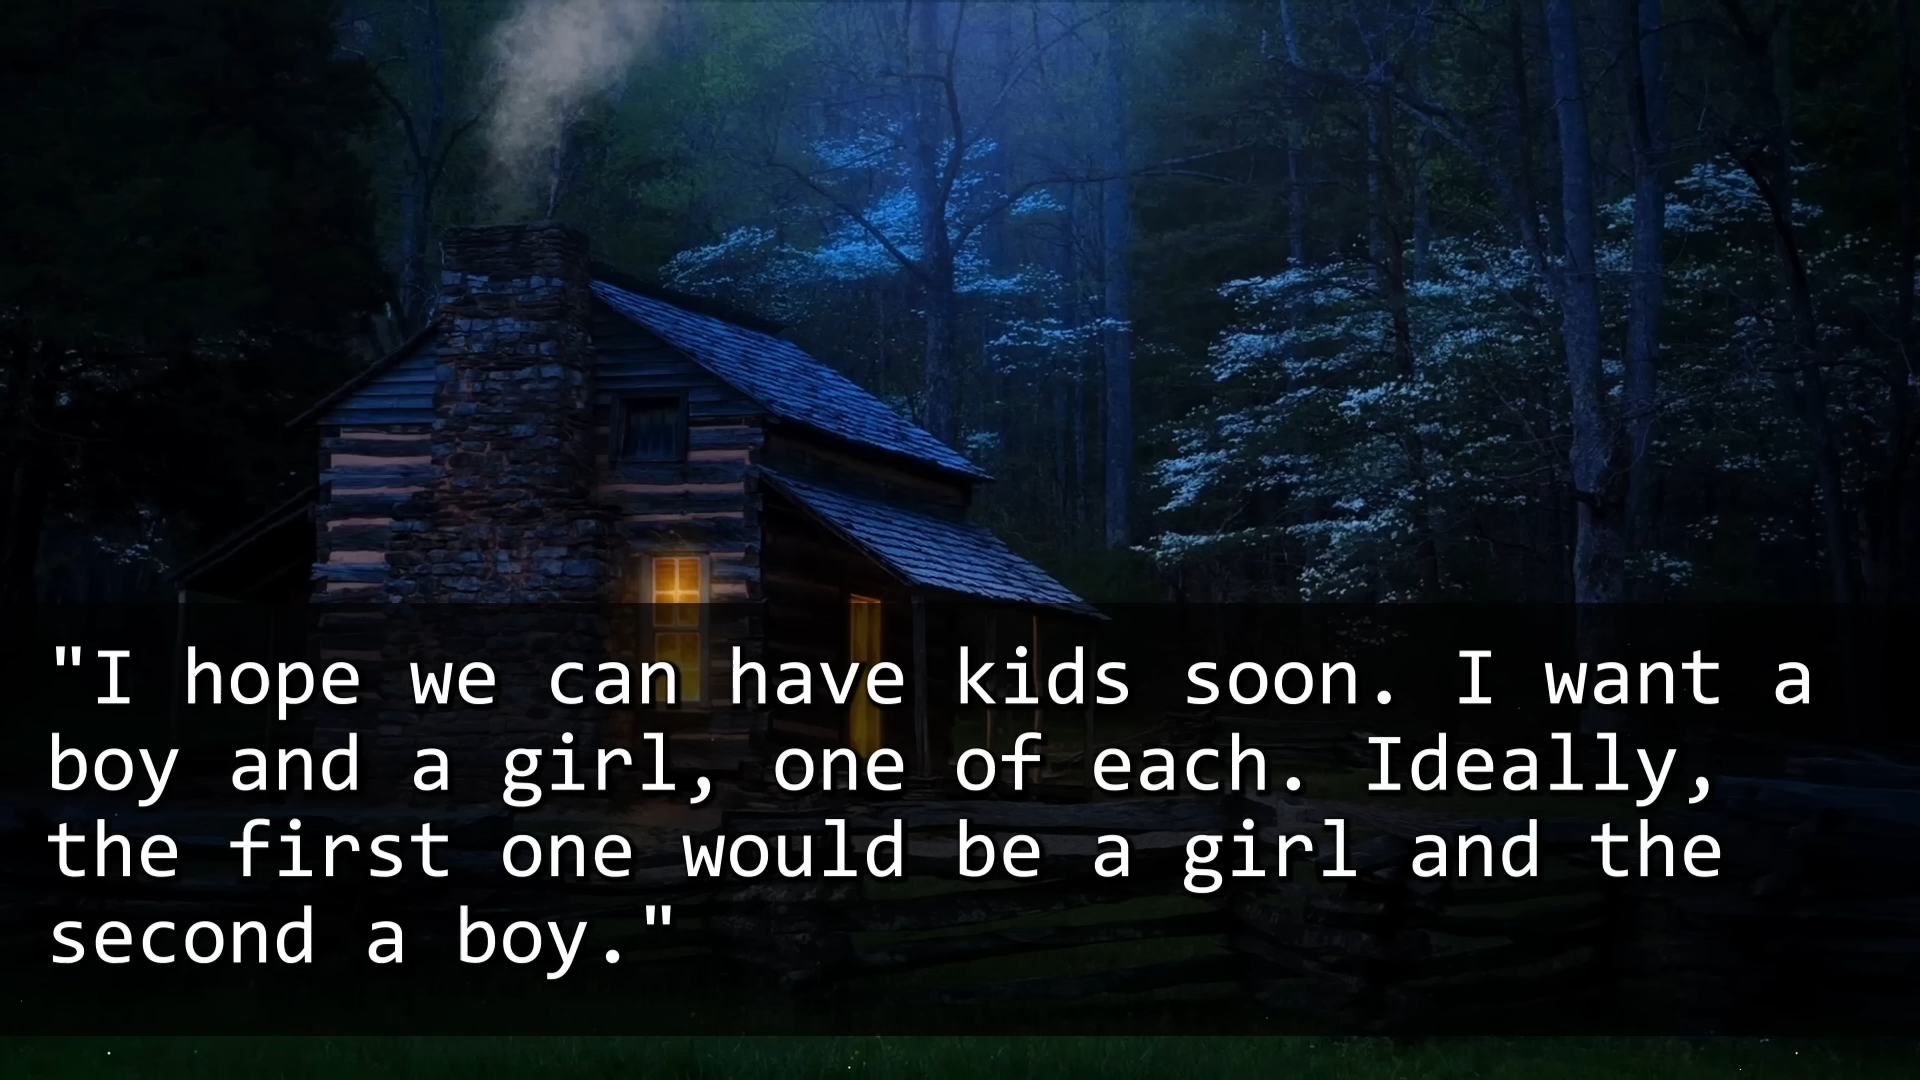 "I hope we can have kids soon. I want a
boy and a girl, one of each. Ideally,
the first one would be a girl and the
second a boy."